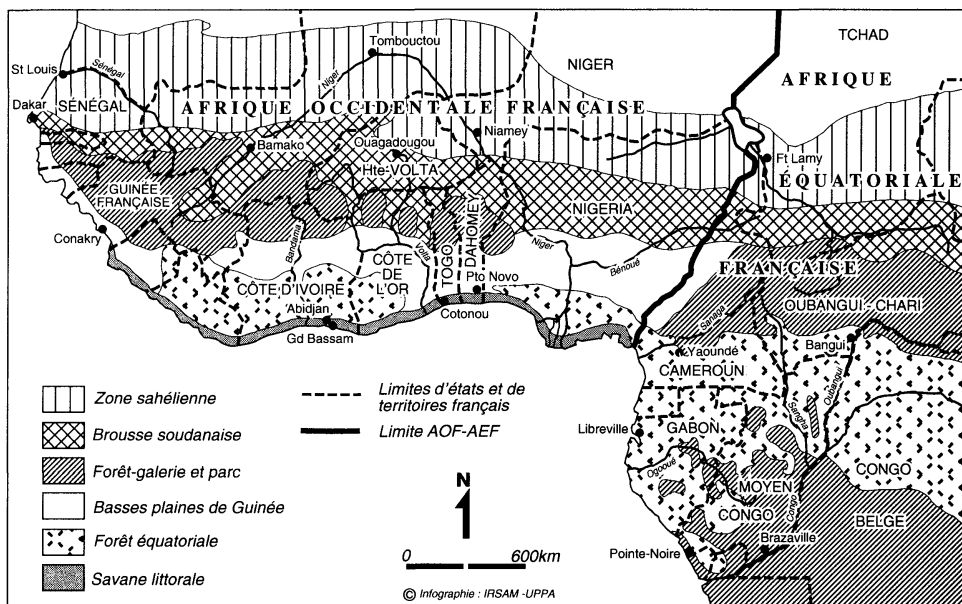 TCHAD
Tombouctou
NIGER
AFRIQUE
St Louis
Sénégal
Niger
Dakar
SÉNÉGAL
AFRIQUE OCCIDENTALE FRANÇAISE
Niamey
Bamako
Ouagadougou
Ft Lamy
Hte-VOLTA
ÉQUATORIALE
GUINÉE
FRANÇAISE
NIGERIA
Conakry
Bandama
Volta
TOGO
DAHOMEY
Niger
Bénoué
CÔTE
DE
L'OR
FRANÇAISE
CÔTE D'IVOIRE
Pto Novo
OUBANGUI-CHARI
Abidjan
Cotonou
Sanaga
Gd Bassam
Bangui
Yaoundé
CAMEROUN
Oubangui
Sangha
Zone sahélienne
Limites d'états et de
territoires français
Brousse soudanaise
Limite AOF-AEF
Libreville
GABON
Forêt-galerie et parc
Ogooué
CONGO
MOYEN
N
Basses plaines de Guinée
CONGO
Congo
BELGE
Forêt équatoriale
0 600km
Pointe-Noire
Brazaville
Savane littorale
© Infographie : IRSAM -UPPA